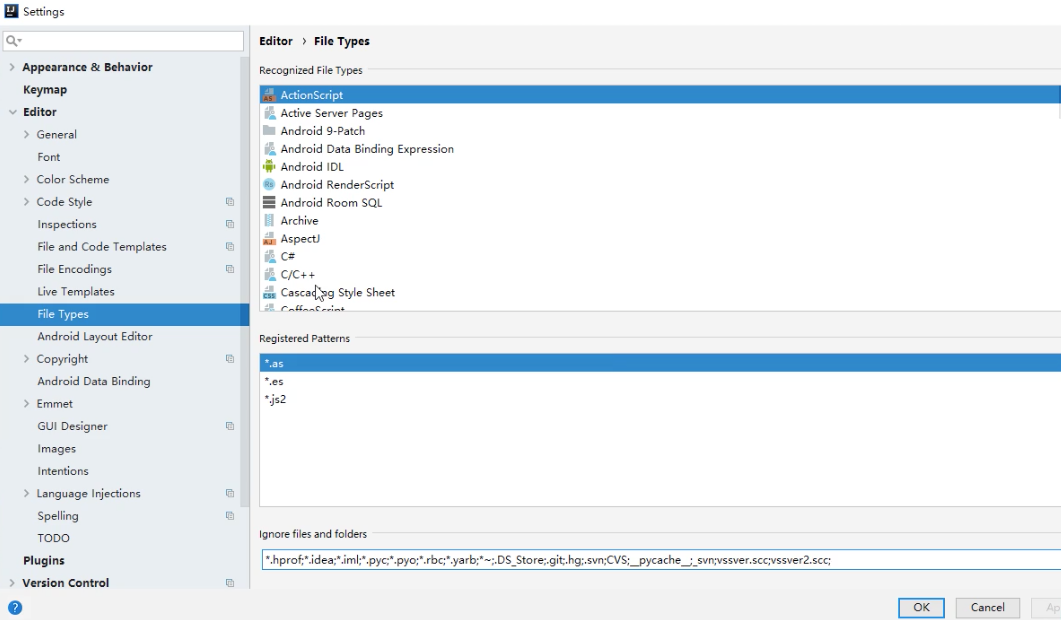 Settings
Appearance & Behavior
Keymap
Editor
General
Font
Color Scheme
Code Style
Inspections
File and Code Templates
File Encodings
Live Templates
File Types
Android Layout Editor
Copyright
Android Data Binding
Emmet
GUI Designer
Images
Intentions
Language Injections
Spelling
TODO
Plugins
Version Control
Editor › File Types
Recognized File Types
ActionScript
Active Server Pages
Android 9-Patch
Android Data Binding Expression
Android IDL
Android RenderScript
Android Room SQL
Archive
AspectJ
C#
C/C++
Cascading Style Sheet
CoffeeScript
Registered Patterns
*.as
*.es
*.js2
Ignore files and folders
*.hprof;*.idea;*.iml;*.pyc;*.pyo;*.rbc;*.yarb;*~;.DS_Store;.git;.hg;.svn;CVS;__pycache__;_svn;vssver.scc;vssver2.scc;
OK
Cancel